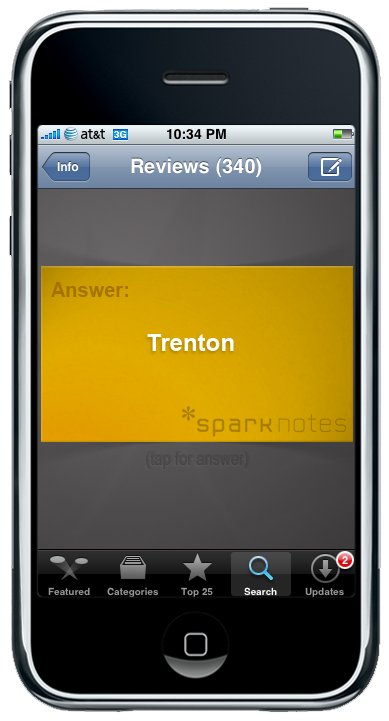 at&t 3G 10:34 PM
Info Reviews (340)
Answer:
Trenton
*sparknotes
(tap for answer)
Featured Categories Top 25 Search Updates 2